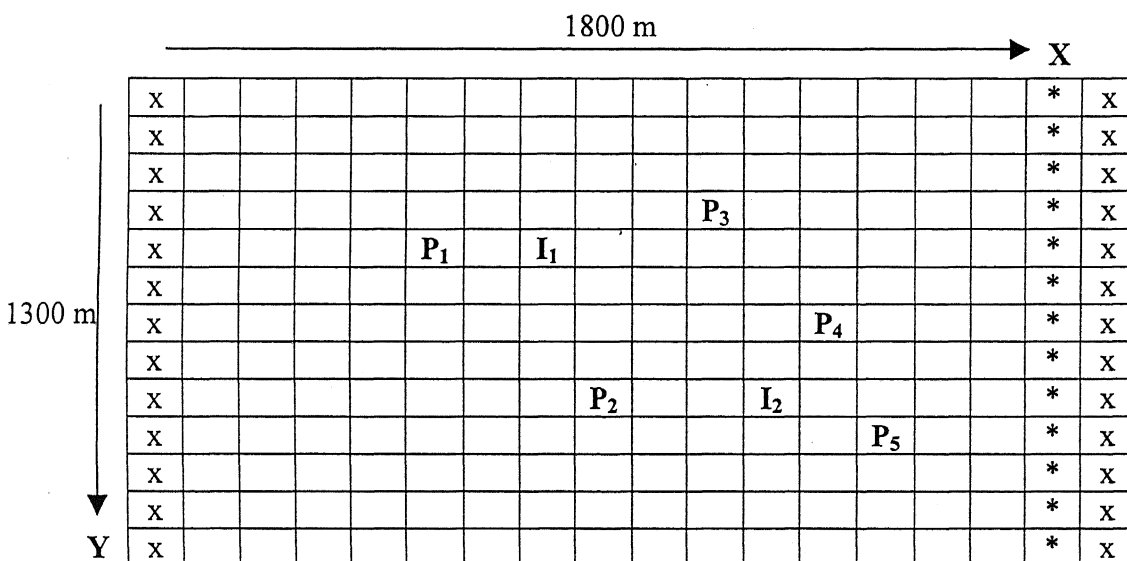 1800 m
X
x * x
x * x
x * x
x P₃ * x
x P₁ I₁ * x
x * x
1300 m x P₄ * x
x * x
x P₂ I₂ * x
x P₅ * x
x * x
x * x
Y x * x